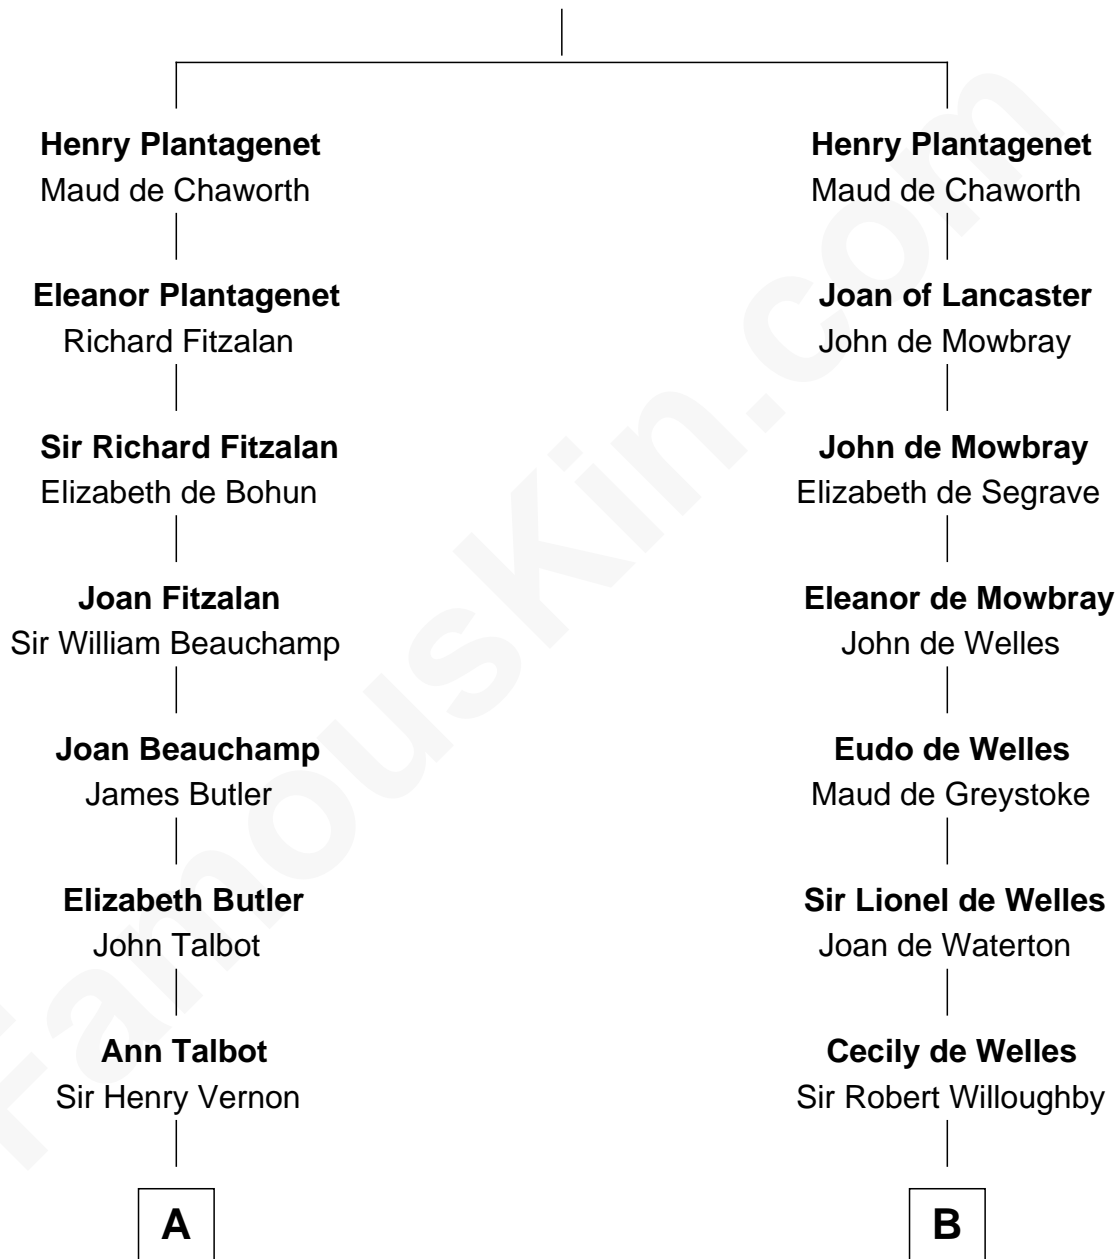 Henry Plantagenet
Maud de Chaworth
Eleanor Plantagenet
Richard Fitzalan
Sir Richard Fitzalan
Elizabeth de Bohun
Joan Fitzalan
Sir William Beauchamp
Joan Beauchamp
James Butler
Elizabeth Butler
John Talbot
Ann Talbot
Sir Henry Vernon
A
Henry Plantagenet
Maud de Chaworth
Joan of Lancaster
John de Mowbray
John de Mowbray
Elizabeth de Segrave
Eleanor de Mowbray
John de Welles
Eudo de Welles
Maud de Greystoke
Sir Lionel de Welles
Joan de Waterton
Cecily de Welles
Sir Robert Willoughby
B
FamousKin.com